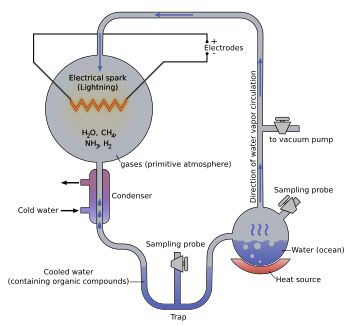 +
Electrodes
-
Electrical spark
(Lightning)
H₂O, CH₄,
NH₃, H₂
gases (primitive atmosphere)
Direction of water vapor circulation
to vacuum pump
Condenser
Cold water
Sampling probe
Water (ocean)
Heat source
Sampling probe
Cooled water
(containing organic compounds)
Trap